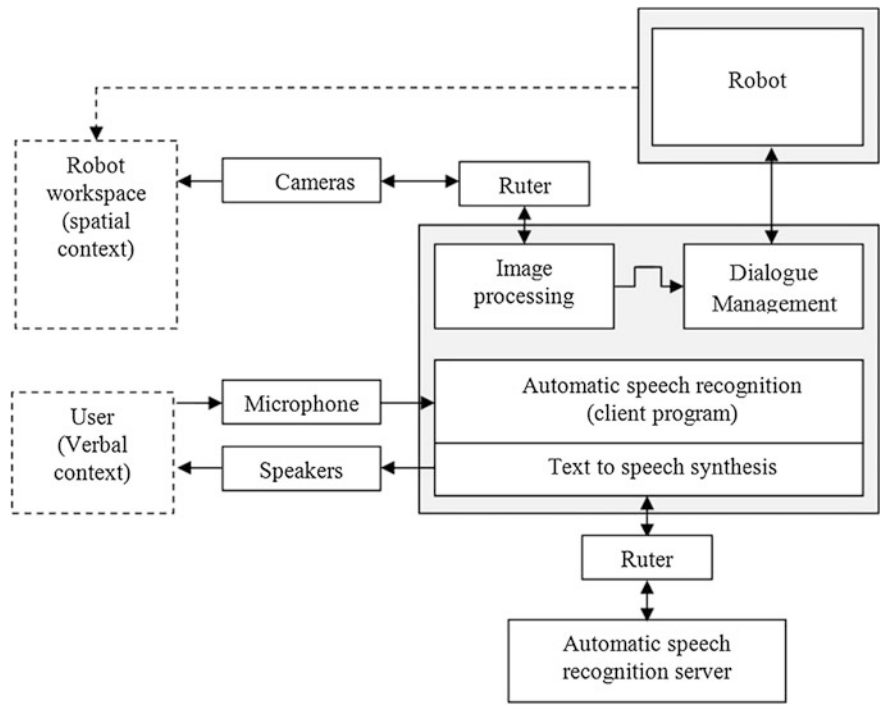 Robot
Robot
workspace
(spatial
context)
Cameras
Ruter
Image
processing
Dialogue
Management
User
(Verbal
context)
Microphone
Speakers
Automatic speech recognition
(client program)
Text to speech synthesis
Ruter
Automatic speech
recognition server